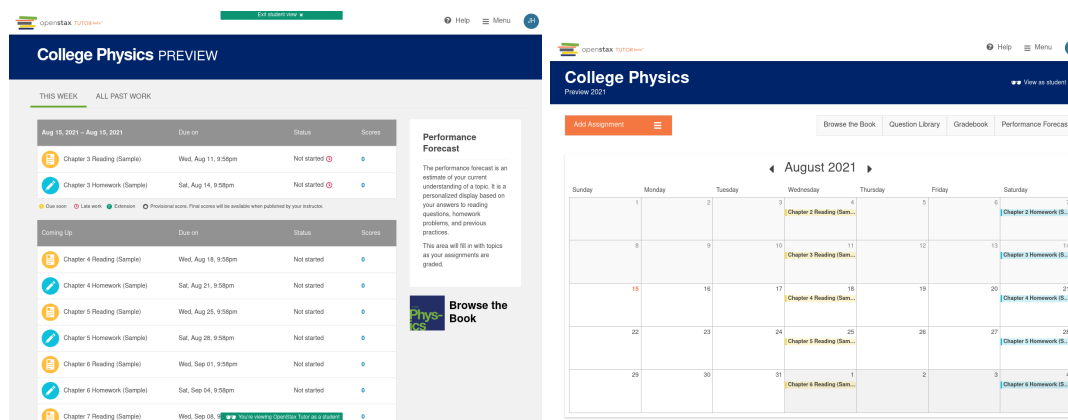 Exit student view ×
openstax TUTOR
Help
Menu
JH
College Physics PREVIEW
THIS WEEK ALL PAST WORK
Aug 15, 2021 – Aug 15, 2021 Due on Status Scores
Chapter 3 Reading (Sample) Wed, Aug 11, 9:58pm Not started 0
Chapter 3 Homework (Sample) Sat, Aug 14, 9:58pm Not started 0
Due soon Late work Extension Provisional score. Final scores will be available when published by your instructor.
Coming Up Due on Status Scores
Chapter 4 Reading (Sample) Wed, Aug 18, 9:58pm Not started 0
Chapter 4 Homework (Sample) Sat, Aug 21, 9:58pm Not started 0
Chapter 5 Reading (Sample) Wed, Aug 25, 9:58pm Not started 0
Chapter 5 Homework (Sample) Sat, Aug 28, 9:58pm Not started 0
Chapter 6 Reading (Sample) Wed, Sep 01, 9:58pm Not started 0
Chapter 6 Homework (Sample) Sat, Sep 04, 9:58pm Not started 0
Chapter 7 Reading (Sample) Wed, Sep 08, 9 0
You're viewing OpenStax Tutor as a student
Performance
Forecast
The performance forecast is an
estimate of your current
understanding of a topic. It is a
personalized display based on
your answers to reading
questions, homework
problems, and previous
practices.
This area will fill in with topics
as your assignments are
graded.
Phys-
ics
Browse the
Book
openstax TUTOR
Help
Menu
College Physics
Preview 2021
View as student
Add Assignment
Browse the Book Question Library Gradebook Performance Forecas
August 2021
Sunday Monday Tuesday Wednesday Thursday Friday Saturday
1 2 3 4 5 6 7
Chapter 2 Reading (Sam... Chapter 2 Homework (S...
8 9 10 11 12 13 14
Chapter 3 Reading (Sam... Chapter 3 Homework (S...
15 16 17 18 19 20 21
Chapter 4 Reading (Sam... Chapter 4 Homework (S...
22 23 24 25 26 27 28
Chapter 5 Reading (Sam... Chapter 5 Homework (S...
29 30 31 1 2 3 4
Chapter 6 Reading (Sam... Chapter 6 Homework (S...